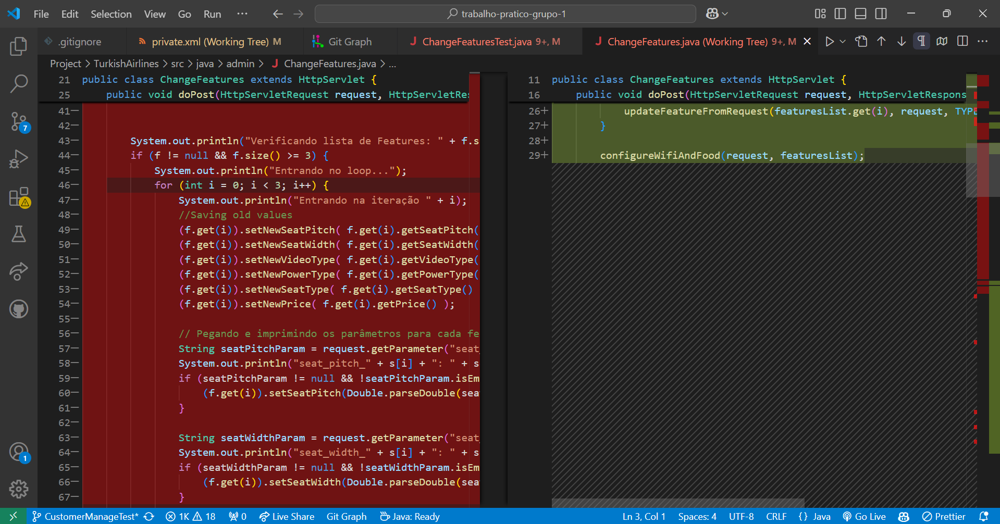 File Edit Selection View Go Run ··· trabalho-pratico-grupo-1
.gitignore private.xml (Working Tree) M Git Graph ChangeFeaturesTest.java 9+, M ChangeFeatures.java (Working Tree) 9+, M
Project > TurkishAirlines > src > java > admin > ChangeFeatures.java > ...
21 public class ChangeFeatures extends HttpServlet {
25 public void doPost(HttpServletRequest request, HttpServletRes
41—
42—
43— System.out.println("Verificando lista de Features: " + f.s
44— if (f != null && f.size() >= 3) {
45— System.out.println("Entrando no loop...");
46— for (int i = 0; i < 3; i++) {
47— System.out.println("Entrando na iteração " + i);
48— //Saving old values
49— (f.get(i)).setNewSeatPitch( f.get(i).getSeatPitch(
50— (f.get(i)).setNewSeatWidth( f.get(i).getSeatWidth(
51— (f.get(i)).setNewVideoType( f.get(i).getVideoType(
52— (f.get(i)).setNewPowerType( f.get(i).getPowerType(
53— (f.get(i)).setNewSeatType( f.get(i).getSeatType()
54— (f.get(i)).setNewPrice( f.get(i).getPrice() );
55—
56— // Pegando e imprimindo os parâmetros para cada fe
57— String seatPitchParam = request.getParameter("seat_
58— System.out.println("seat_pitch_" + s[i] + ": " + s
59— if (seatPitchParam != null && !seatPitchParam.isEm
60— (f.get(i)).setSeatPitch(Double.parseDouble(sea
61— }
62—
63— String seatWidthParam = request.getParameter("seat_
64— System.out.println("seat_width_" + s[i] + ": " + s
65— if (seatWidthParam != null && !seatWidthParam.isEm
66— (f.get(i)).setSeatWidth(Double.parseDouble(sea
67— }
11 public class ChangeFeatures extends HttpServlet {
16 public void doPost(HttpServletRequest request, HttpServletRespons
26+ updateFeatureFromRequest(featuresList.get(i), request, TYPE
27+ }
28+
29+ configureWifiAndFood(request, featuresList);
7
1
CustomerManageTest* 1K 18 0 Live Share Git Graph Java: Ready Ln 3, Col 1 Spaces: 4 UTF-8 CRLF {} Java Go Live Prettier